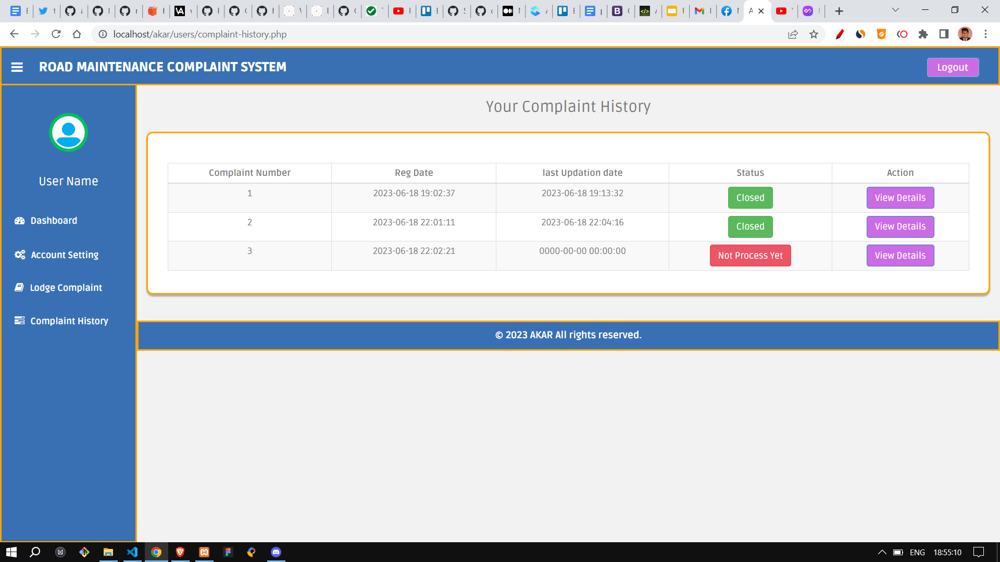 localhost/akar/users/complaint-history.php
ROAD MAINTENANCE COMPLAINT SYSTEM
Logout
User Name
Dashboard
Account Setting
Lodge Complaint
Complaint History
Your Complaint History
Complaint Number Reg Date last Updation date Status Action
1 2023-06-18 19:02:37 2023-06-18 19:13:32 Closed View Details
2 2023-06-18 22:01:11 2023-06-18 22:04:16 Closed View Details
3 2023-06-18 22:02:21 0000-00-00 00:00:00 Not Process Yet View Details
© 2023 AKAR All rights reserved.
ENG 18:55:10